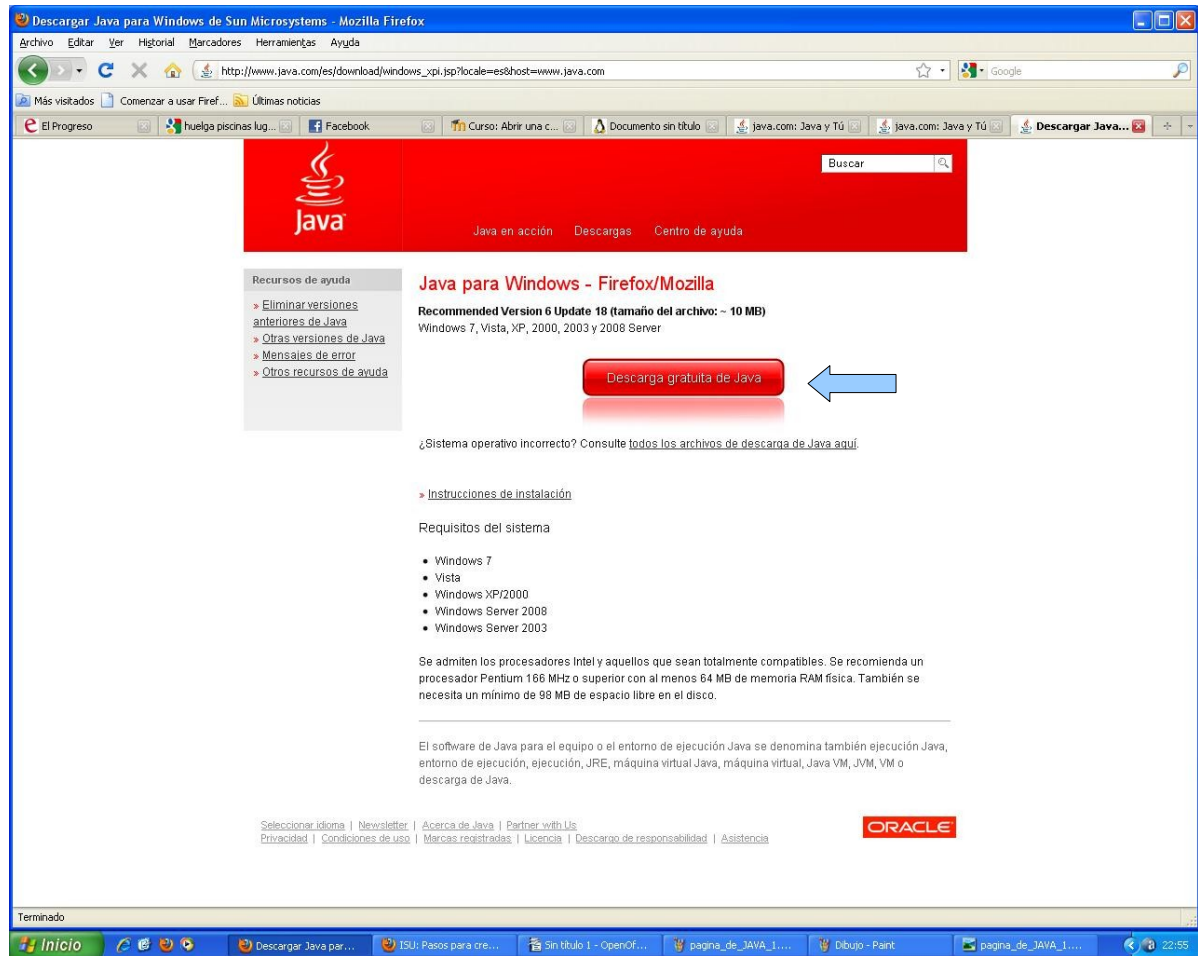 Descargar Java para Windows de Sun Microsystems - Mozilla Firefox
Archivo Editar Ver Historial Marcadores Herramientas Ayuda
http://www.java.com/es/download/windows_xpi.jsp?locale=es&host=www.java.com
Google
Más visitados Comenzar a usar Firef... Últimas noticias
El Progreso huelga piscinas lug... Facebook Curso: Abrir una c... Documento sin título java.com: Java y Tú java.com: Java y Tú Descargar Java...
Java
Buscar
Java en acción Descargas Centro de ayuda
Recursos de ayuda
» Eliminar versiones
anteriores de Java
» Otras versiones de Java
» Mensajes de error
» Otros recursos de ayuda
Java para Windows - Firefox/Mozilla
Recommended Version 6 Update 18 (tamaño del archivo: ~ 10 MB)
Windows 7, Vista, XP, 2000, 2003 y 2008 Server
Descarga gratuita de Java
¿Sistema operativo incorrecto? Consulte todos los archivos de descarga de Java aquí.
» Instrucciones de instalación
Requisitos del sistema
• Windows 7
• Vista
• Windows XP/2000
• Windows Server 2008
• Windows Server 2003
Se admiten los procesadores Intel y aquellos que sean totalmente compatibles. Se recomienda un
procesador Pentium 166 MHz o superior con al menos 64 MB de memoria RAM física. También se
necesita un mínimo de 98 MB de espacio libre en el disco.
El software de Java para el equipo o el entorno de ejecución Java se denomina también ejecución Java,
entorno de ejecución, ejecución, JRE, máquina virtual Java, máquina virtual, Java VM, JVM, VM o
descarga de Java.
Seleccionar idioma | Newsletter | Acerca de Java | Partner with Us
Privacidad | Condiciones de uso | Marcas registradas | Licencia | Descargo de responsabilidad | Asistencia
ORACLE
Terminado
Inicio Descargar Java par... ISU: Pasos para cre... Sin título 1 - OpenOf... pagina_de_JAVA_1.... Dibujo - Paint pagina_de_JAVA_1.... 22:55